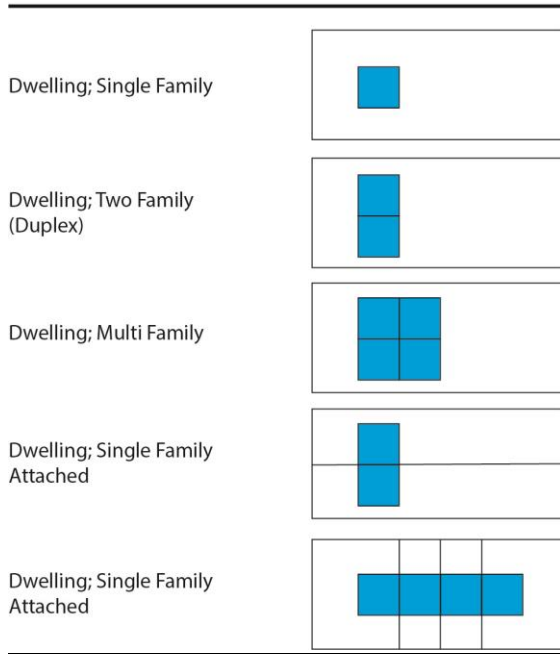 Dwelling; Single Family
Dwelling; Two Family
(Duplex)
Dwelling; Multi Family
Dwelling; Single Family
Attached
Dwelling; Single Family
Attached